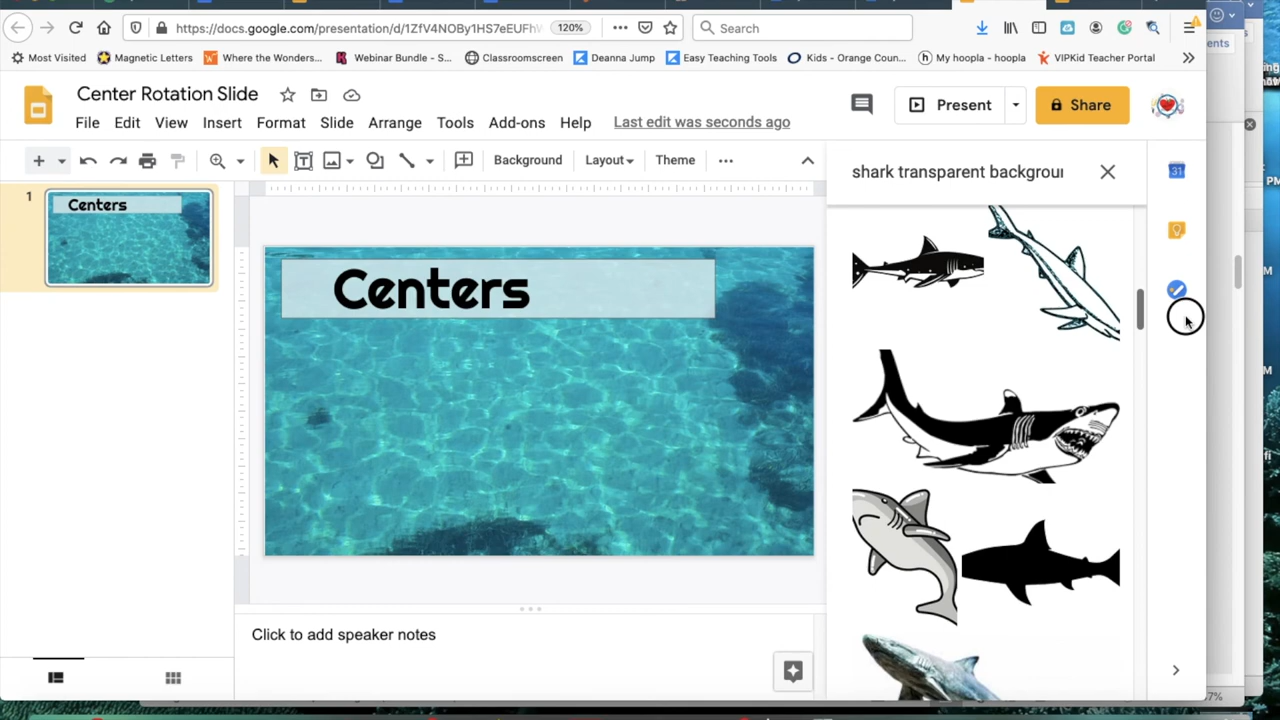 https://docs.google.com/presentation/d/1ZfV4NOBy1HS7eEUFh
120%
Search
Most Visited
Magnetic Letters
Where the Wonders...
Webinar Bundle - S...
Classroomscreen
Deanna Jump
Easy Teaching Tools
Kids - Orange Coun...
My hoopla - hoopla
VIPKid Teacher Portal
ents
Center Rotation Slide
File Edit View Insert Format Slide Arrange Tools Add-ons Help Last edit was seconds ago
Present
Share
Background Layout Theme
shark transparent backgrou
31
1
Centers
Centers
Click to add speaker notes
7%